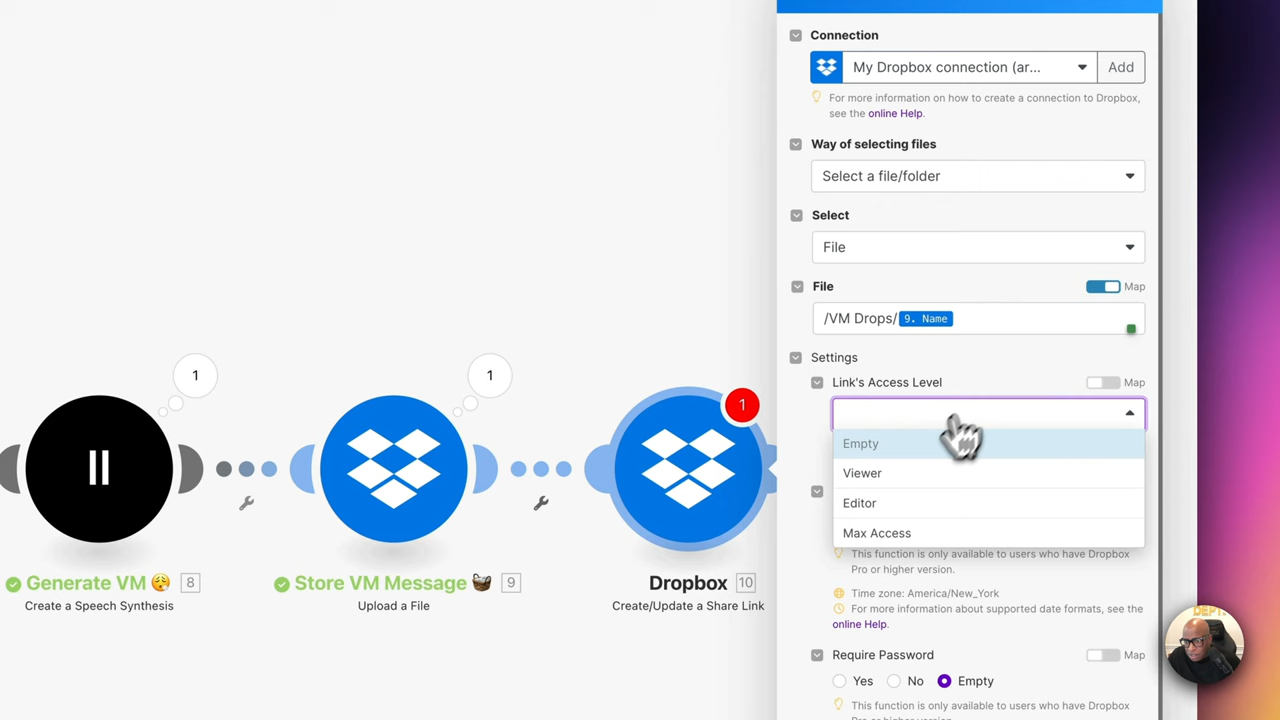 Connection
My Dropbox connection (ar...
Add
For more information on how to create a connection to Dropbox,
see the online Help.
Way of selecting files
Select a file/folder
Select
File
File
Map
/VM Drops/ 9. Name
Settings
Link's Access Level
Map
Empty
Viewer
Editor
Max Access
This function is only available to users who have Dropbox
Pro or higher version.
Time zone: America/New_York
For more information about supported date formats, see the
online Help.
Require Password
Map
Yes
No
Empty
This function is only available to users who have Dropbox
Pro or higher version.
1
1
1
Generate VM 😮‍💨 8
Create a Speech Synthesis
Store VM Message 🧺 9
Upload a File
Dropbox 10
Create/Update a Share Link
DEPT.